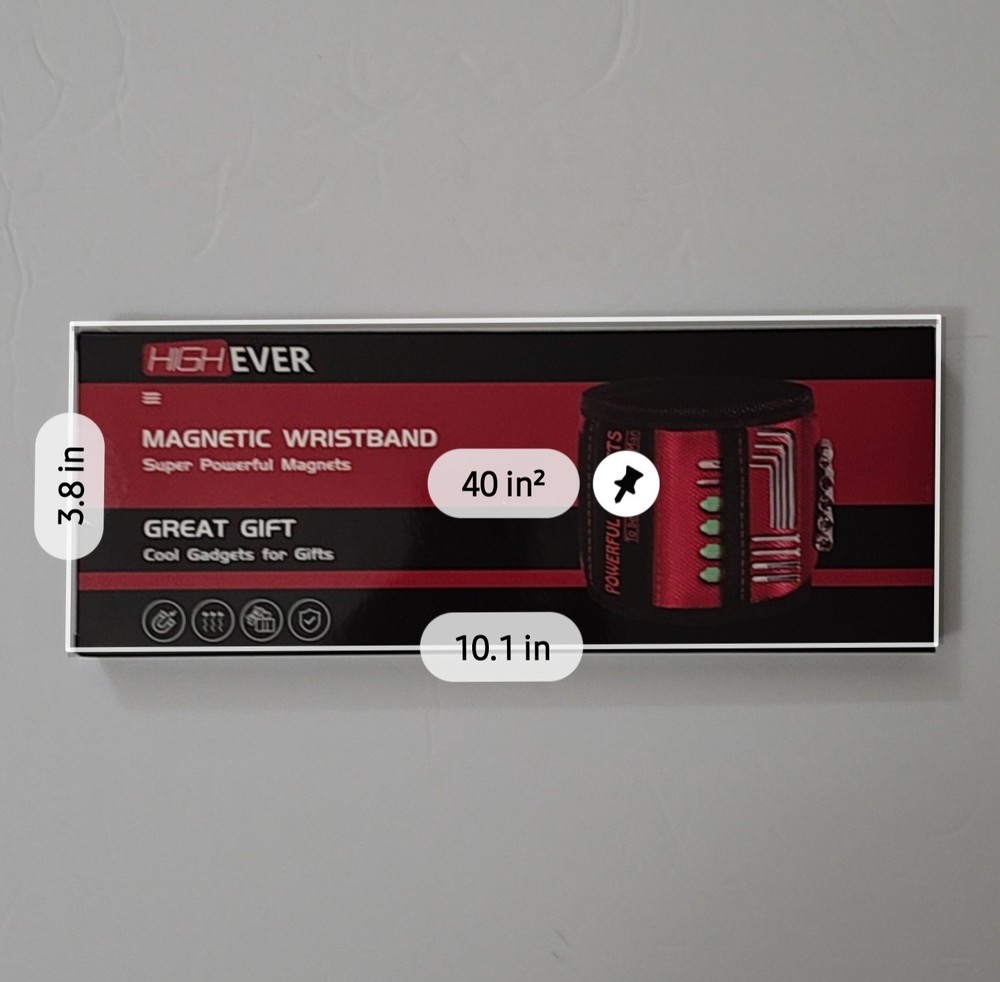 HIGHEVER
MAGNETIC WRISTBAND
Super Powerful Magnets
GREAT GIFT
Cool Gadgets for Gifts
POWERFUL
3.8 in
40 in²
10.1 in